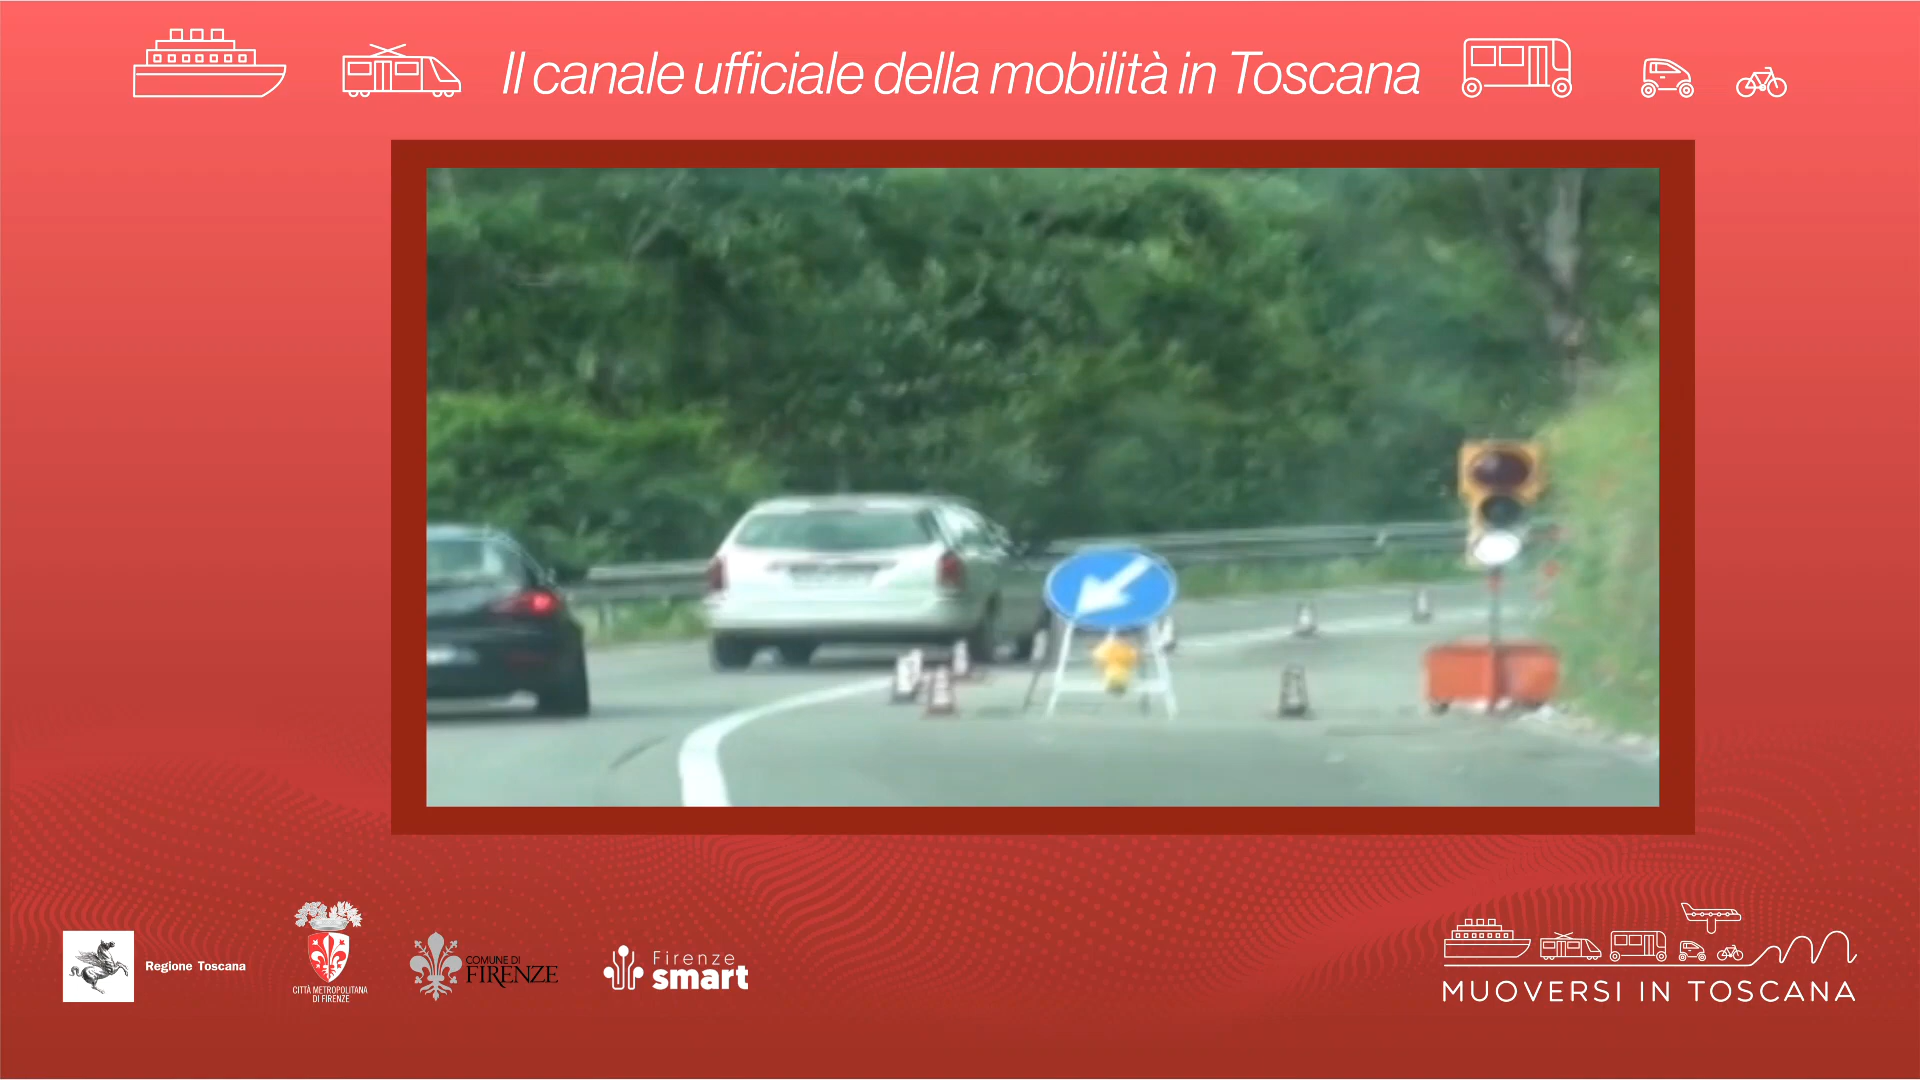 Il canale ufficiale della mobilità in Toscana
Regione Toscana
CITTÀ METROPOLITANA
DI FIRENZE
COMUNE DI
FIRENZE
Firenze
smart
MUOVERSI IN TOSCANA